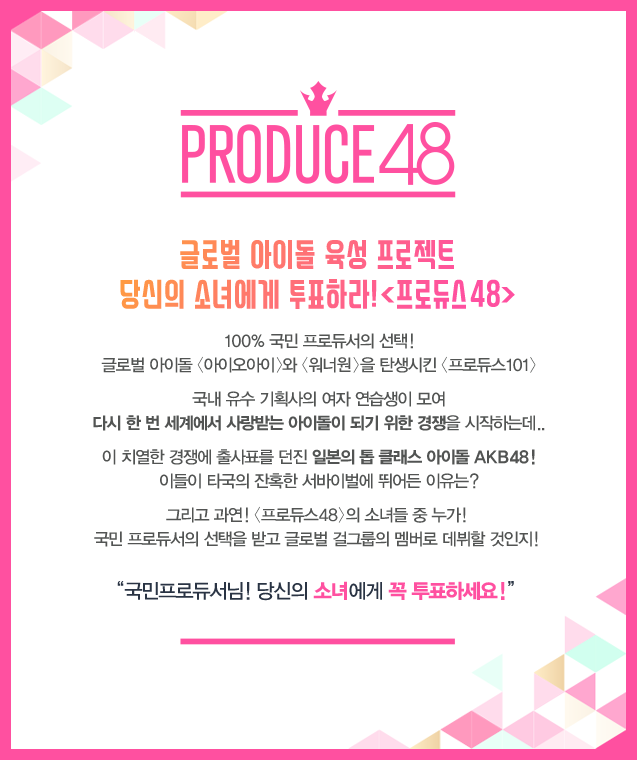 PRODUCE48
글로벌 아이돌 육성 프로젝트
당신의 소녀에게 투표하라!<프로듀스48>
100% 국민 프로듀서의 선택!
글로벌 아이돌 〈아이오아이〉와 〈워너원〉을 탄생시킨 〈프로듀스101〉
국내 유수 기획사의 여자 연습생이 모여
다시 한 번 세계에서 사랑받는 아이돌이 되기 위한 경쟁을 시작하는데..
이 치열한 경쟁에 출사표를 던진 일본의 톱 클래스 아이돌 AKB48!
이들이 타국의 잔혹한 서바이벌에 뛰어든 이유는?
그리고 과연! 〈프로듀스48〉의 소녀들 중 누가!
국민 프로듀서의 선택을 받고 글로벌 걸그룹의 멤버로 데뷔할 것인지!
“국민프로듀서님! 당신의 소녀에게 꼭 투표하세요!”